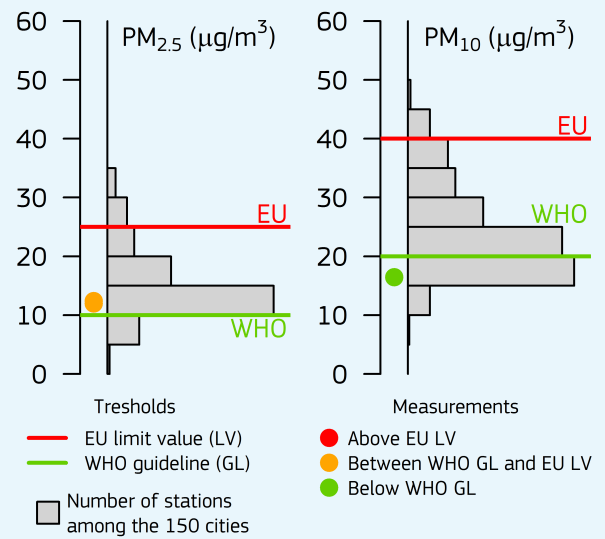 PM2.5 (µg/m³)
60
50
40
30
20
10
0
EU
WHO
PM10 (µg/m³)
60
50
40
30
20
10
0
EU
WHO
Tresholds
EU limit value (LV)
WHO guideline (GL)
Number of stations
among the 150 cities
Measurements
Above EU LV
Between WHO GL and EU LV
Below WHO GL